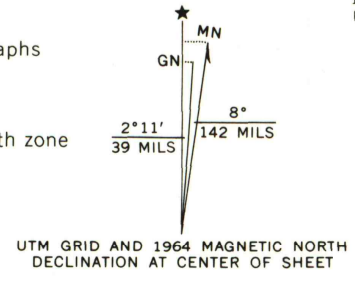 MN
aphs
GN
8°
2°11′
142 MILS
th zone
39 MILS
UTM GRID AND 1964 MAGNETIC NORTH
DECLINATION AT CENTER OF SHEET